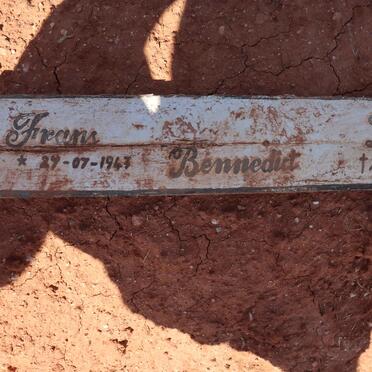 Frans
* 29-07-1943
Bennedict
†